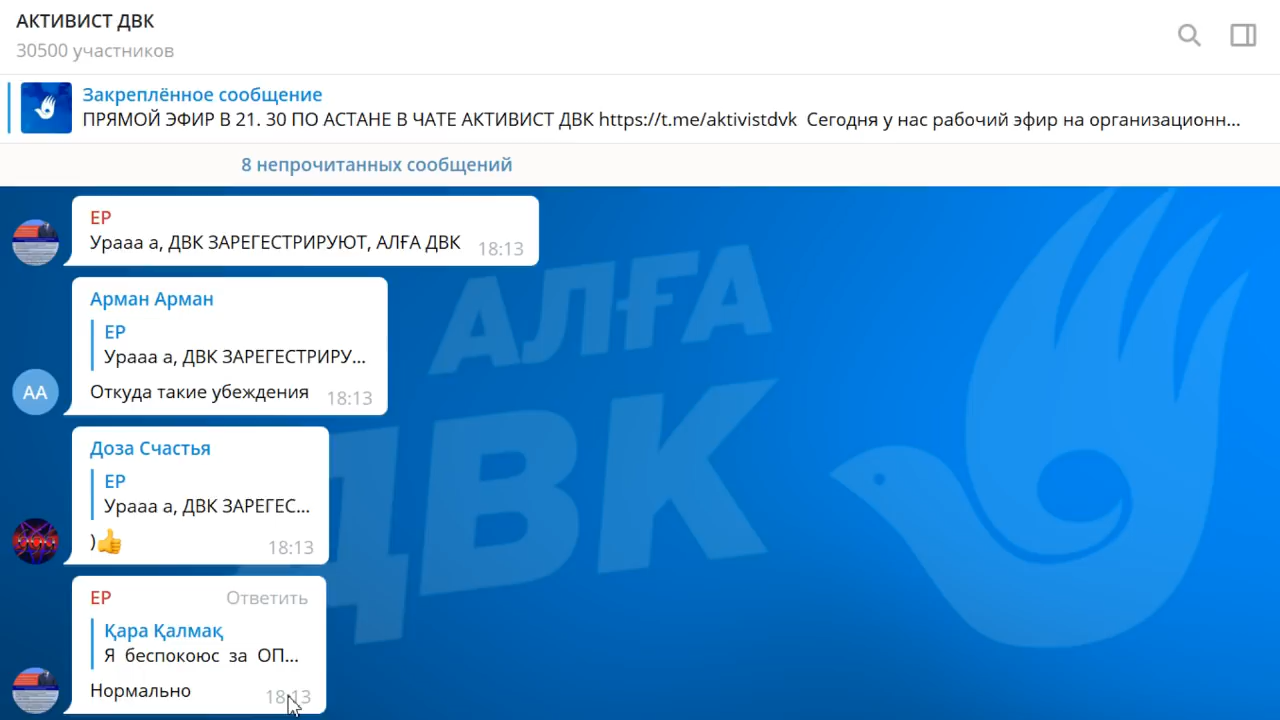 АКТИВИСТ ДВК
30500 участников
Закреплённое сообщение
ПРЯМОЙ ЭФИР В 21. 30 ПО АСТАНЕ В ЧАТЕ АКТИВИСТ ДВК https://t.me/aktivistdvk Сегодня у нас рабочий эфир на организационн...
8 непрочитанных сообщений
ЕР
Урааа а, ДВК ЗАРЕГЕСТРИРУЮТ, АЛҒА ДВК 18:13
Арман Арман
ЕР
Урааа а, ДВК ЗАРЕГЕСТРИРУ...
АА
Откуда такие убеждения 18:13
Доза Счастья
ЕР
Урааа а, ДВК ЗАРЕГЕС...
)👍 18:13
ЕР Ответить
Қара Қалмақ
Я беспокоюс за ОП...
Нормально 18:13
АЛҒА
ДВК